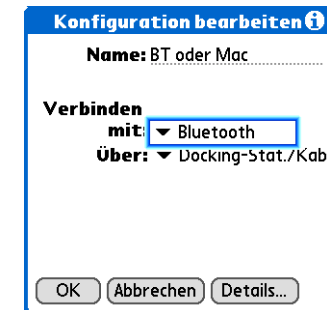 Konfiguration bearbeiten
Name: BT oder Mac
Verbinden
mit: Bluetooth
Über: Docking-Stat./Kab
OK Abbrechen Details...